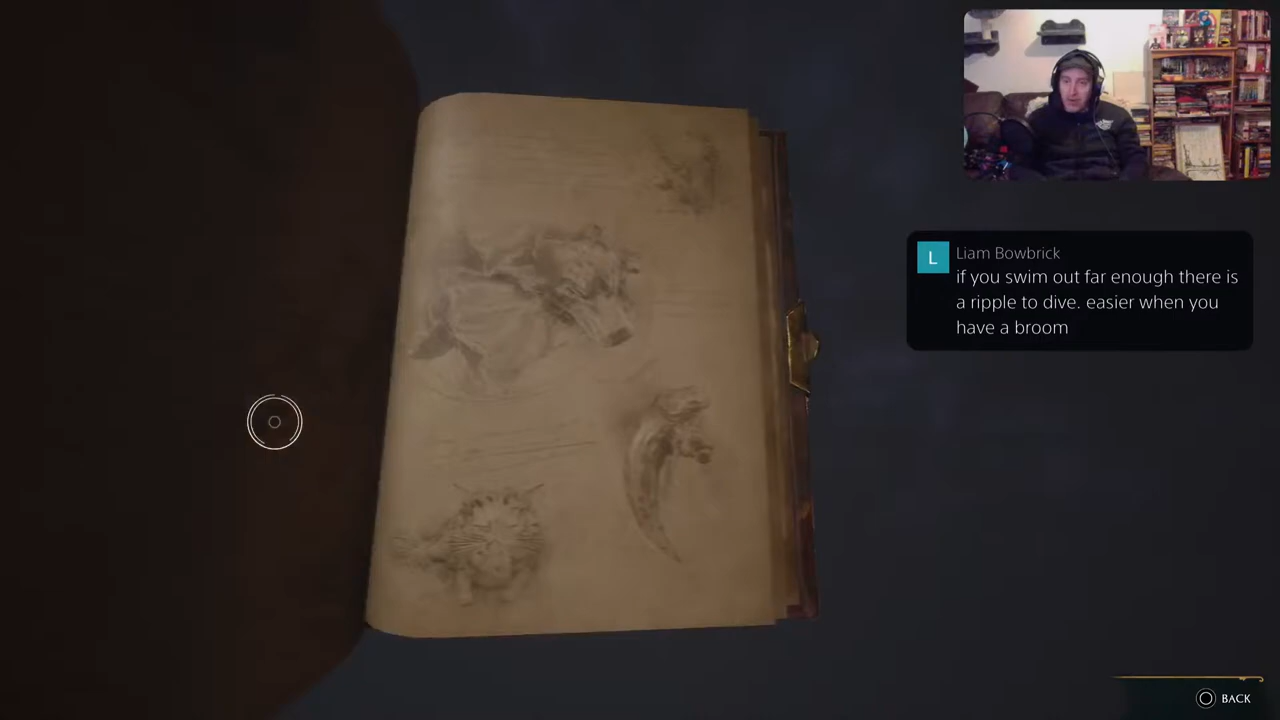 L
Liam Bowbrick
if you swim out far enough there is
a ripple to dive. easier when you
have a broom
BACK